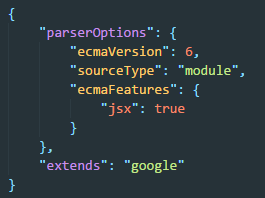 {
    "parserOptions": {
        "ecmaVersion": 6,
        "sourceType": "module",
        "ecmaFeatures": {
            "jsx": true
        }
    },
    "extends": "google"
}